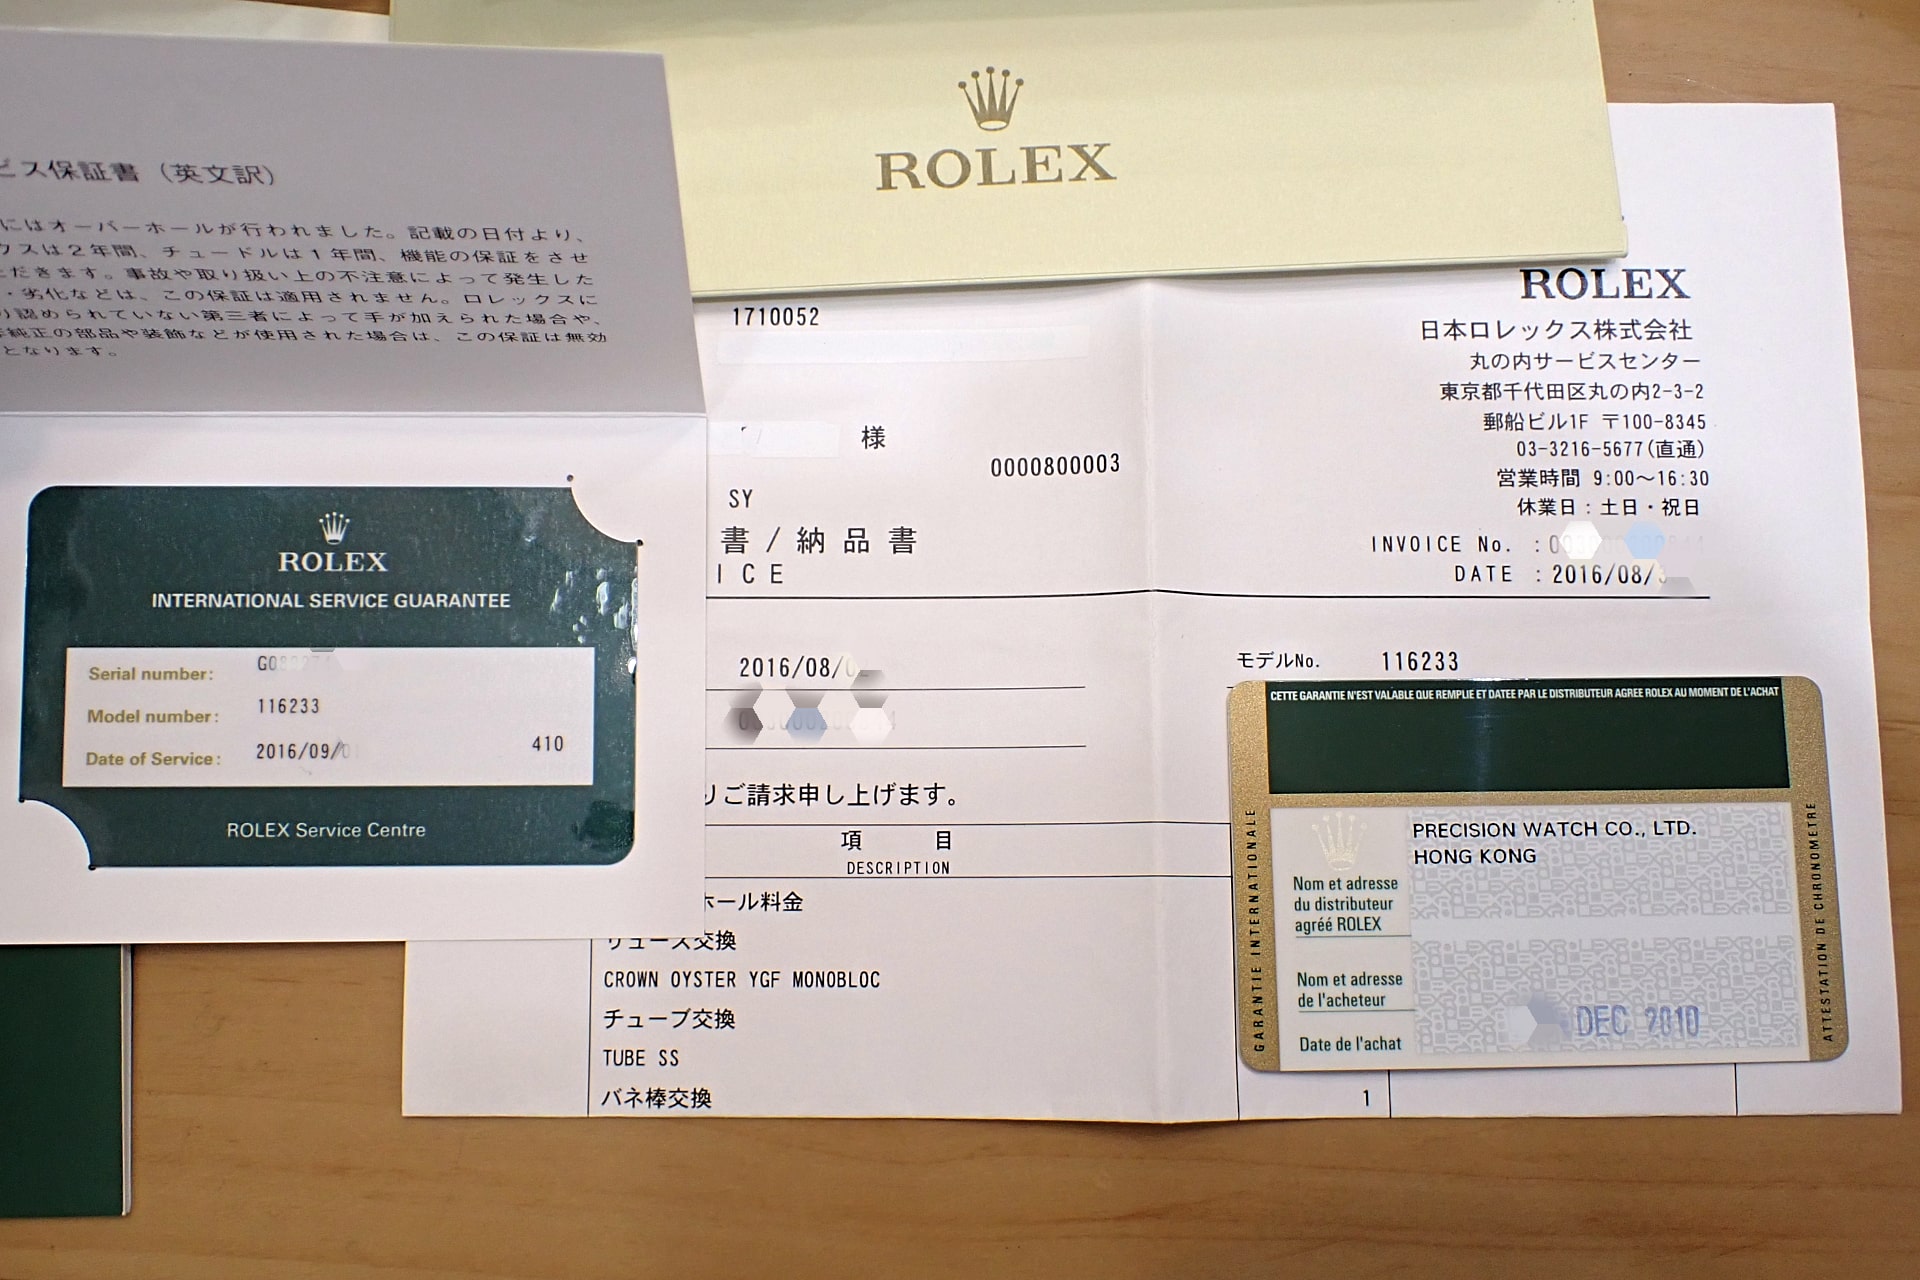 ビス保証書（英文訳）
にはオーバーホールが行われました。記載の日付より、
クスは2年間、チュードルは1年間、機能の保証をさせ
ただきます。事故や取り扱い上の不注意によって発生した
・劣化などは、この保証は適用されません。ロレックスに
り認められていない第三者によって手が加えられた場合や、
純正の部品や装飾などが使用された場合は、この保証は無効
となります。
ROLEX
INTERNATIONAL SERVICE GUARANTEE
Serial number:
Model number: 116233
Date of Service: 2016/09/
410
ROLEX Service Centre
ROLEX
1710052
様
0000800003
SY
書 / 納 品 書
I C E
ROLEX
日本ロレックス株式会社
丸の内サービスセンター
東京都千代田区丸の内2-3-2
郵船ビル1F 〒100-8345
03-3216-5677(直通)
営業時間 9:00〜16:30
休業日：土日・祝日
INVOICE No. :
DATE : 2016/08/
2016/08/
モデルNo. 116233
りご請求申し上げます。
項 目
DESCRIPTION
ホール料金
リューズ交換
CROWN OYSTER YGF MONOBLOC
チューブ交換
TUBE SS
バネ棒交換 1
CETTE GARANTIE N'EST VALABLE QUE REMPLIE ET DATEE PAR LE DISTRIBUTEUR AGREE ROLEX AU MOMENT DE L'ACHAT
GARANTIE INTERNATIONALE
PRECISION WATCH CO., LTD.
HONG KONG
Nom et adresse
du distributeur
agréé ROLEX
Nom et adresse
de l'acheteur
Date de l'achat
DEC 2010
ATTESTATION DE CHRONOMETRE